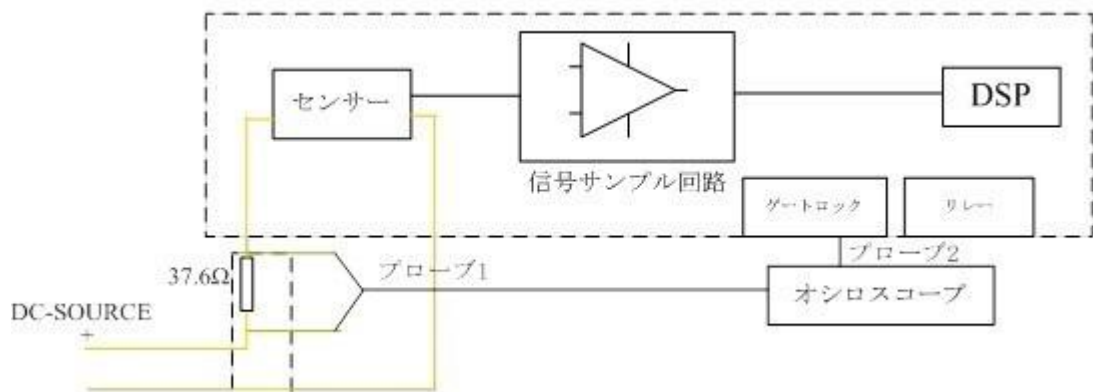 センサー
DSP
信号サンプル回路
ゲートロック
リレー
プローブ2
プローブ1
37.6Ω
オシロスコープ
DC-SOURCE
+